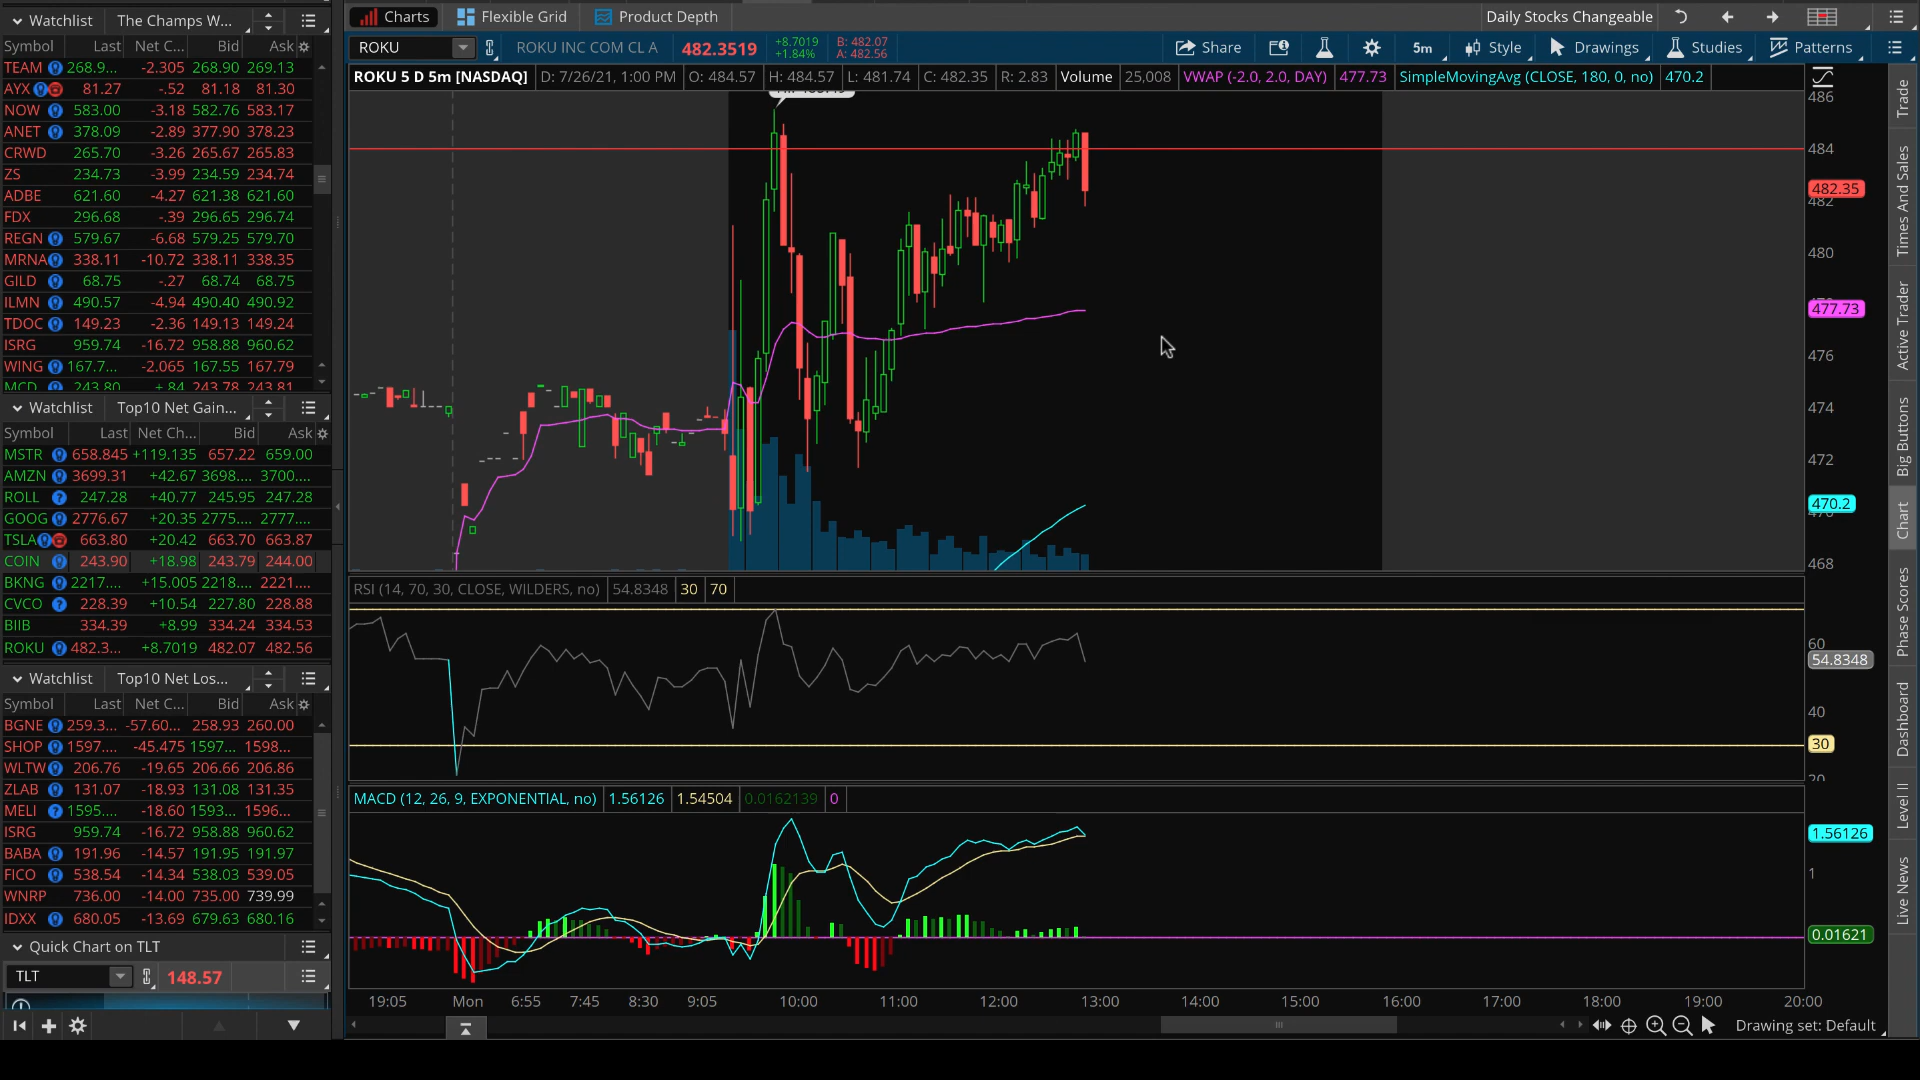 Watchlist The Champs W...
Symbol Last Net C... Bid Ask
TEAM 268.9... -2.305 268.90 269.13
AYX 81.27 -.52 81.18 81.30
NOW 583.00 -3.18 582.76 583.17
ANET 378.09 -2.89 377.90 378.23
CRWD 265.70 -3.26 265.67 265.83
ZS 234.73 -3.99 234.59 234.74
ADBE 621.60 -4.27 621.38 621.60
FDX 296.68 -.39 296.65 296.74
REGN 579.67 -6.68 579.25 579.70
MRNA 338.11 -10.72 338.11 338.35
GILD 68.75 -.27 68.74 68.75
ILMN 490.57 -4.94 490.40 490.92
TDOC 149.23 -2.36 149.13 149.24
ISRG 959.74 -16.72 958.88 960.62
WING 167.7... -2.065 167.55 167.79
MCD 243.80 +.84 243.78 243.81
Watchlist Top10 Net Gain...
Symbol Last Net Ch... Bid Ask
MSTR 658.845 +119.135 657.22 659.00
AMZN 3699.31 +42.67 3698.... 3700....
ROLL 247.28 +40.77 245.95 247.28
GOOG 2776.67 +20.35 2775.... 2777....
TSLA 663.80 +20.42 663.70 663.87
COIN 243.90 +18.98 243.79 244.00
BKNG 2217.... +15.005 2218.... 2221....
CVCO 228.39 +10.54 227.80 228.88
BIIB 334.39 +8.99 334.24 334.53
ROKU 482.3... +8.7019 482.07 482.56
Watchlist Top10 Net Los...
Symbol Last Net C... Bid Ask
BGNE 259.3... -57.60... 258.93 260.00
SHOP 1597.... -45.475 1597... 1598...
WLTW 206.76 -19.65 206.66 206.86
ZLAB 131.07 -18.93 131.08 131.35
MELI 1595.... -18.60 1593... 1596...
ISRG 959.74 -16.72 958.88 960.62
BABA 191.96 -14.57 191.95 191.97
FICO 538.54 -14.34 538.03 539.05
WNRP 736.00 -14.00 735.00 739.99
IDXX 680.05 -13.69 679.63 680.16
Quick Chart on TLT
TLT 148.57
Charts Flexible Grid Product Depth Daily Stocks Changeable
ROKU ROKU INC COM CL A 482.3519 +8.7019 +1.84% B: 482.07 A: 482.56 Share 5m Style Drawings Studies Patterns
ROKU 5 D 5m [NASDAQ] D: 7/26/21, 1:00 PM O: 484.57 H: 484.57 L: 481.74 C: 482.35 R: 2.83 Volume 25,008 VWAP (-2.0, 2.0, DAY) 477.73 SimpleMovingAvg (CLOSE, 180, 0, no) 470.2
486
484
482.35
482
480
477.73
476
474
472
470.2
468
RSI (14, 70, 30, CLOSE, WILDERS, no) 54.8348 30 70
60
54.8348
40
30
20
MACD (12, 26, 9, EXPONENTIAL, no) 1.56126 1.54504 0.0162139 0
1.56126
1
0.01621
19:05 Mon 6:55 7:45 8:30 9:05 10:00 11:00 12:00 13:00 14:00 15:00 16:00 17:00 18:00 19:00 20:00
Drawing set: Default
Trade
Times And Sales
Active Trader
Big Buttons
Chart
Phase Scores
Dashboard
Level II
Live News